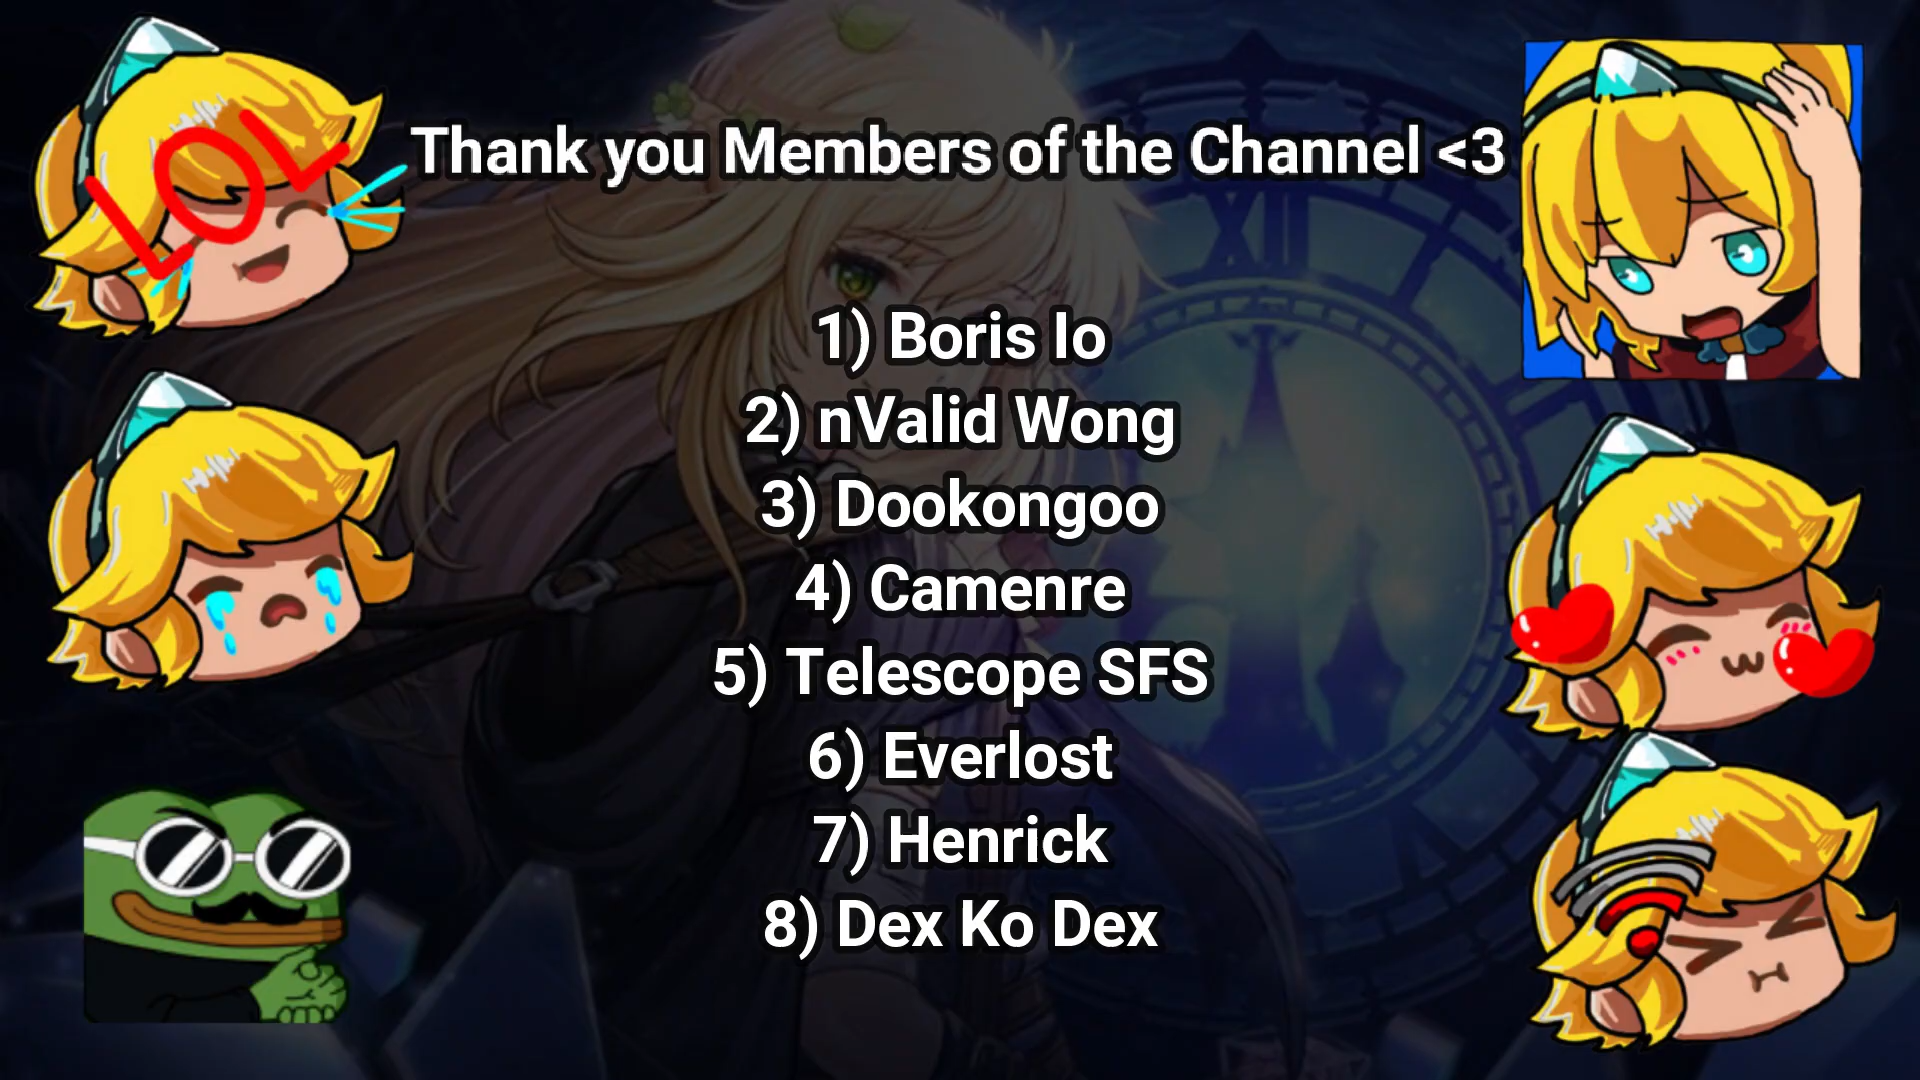 LOL
Thank you Members of the Channel <3
1) Boris Io
2) nValid Wong
3) Dookongoo
4) Camenre
5) Telescope SFS
6) Everlost
7) Henrick
8) Dex Ko Dex